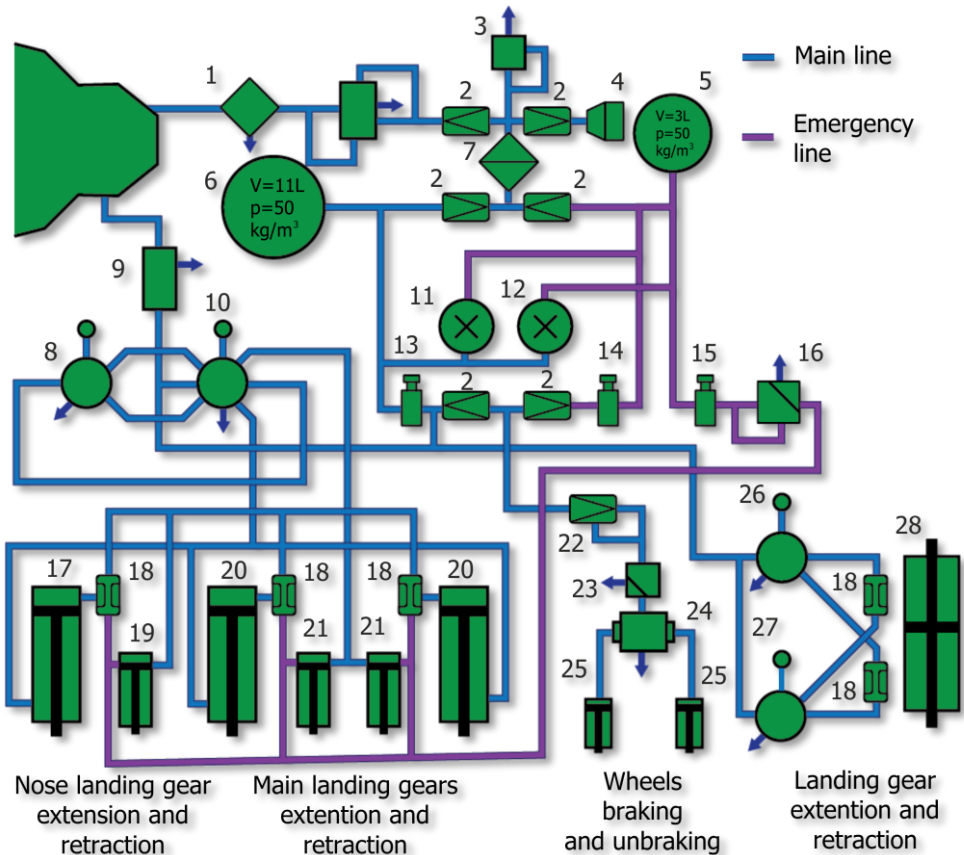 1
3
2
2
4
5
Main line
V=3L
p=50
kg/m³
Emergency
line
7
6
V=11L
p=50
kg/m³
2
2
9
8
10
11
12
13
2
2
14
15
16
17
18
19
20
18
21
21
18
20
22
23
24
25
25
26
27
18
18
28
Nose landing gear
extension and
retraction
Main landing gears
extention and
retraction
Wheels
braking
and unbraking
Landing gear
extention and
retraction